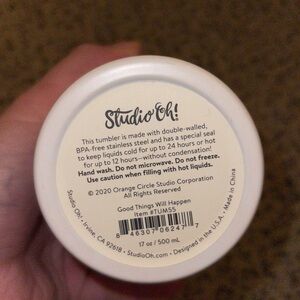 Studio Oh!
This tumbler is made with double-walled,
BPA-free stainless steel and has a special seal
to keep liquids cold for up to 24 hours or hot
for up to 12 hours—without condensation!
Hand wash. Do not microwave. Do not freeze.
Use caution when filling with hot liquids.
© 2020 Orange Circle Studio Corporation
All Rights Reserved
Good Things Will Happen
Item #TUM55
8 46307 06247 7
17 oz / 500 mL
Studio Oh! • Irvine, CA 92618 • StudioOh.com • Designed in the U.S.A. • Made in China